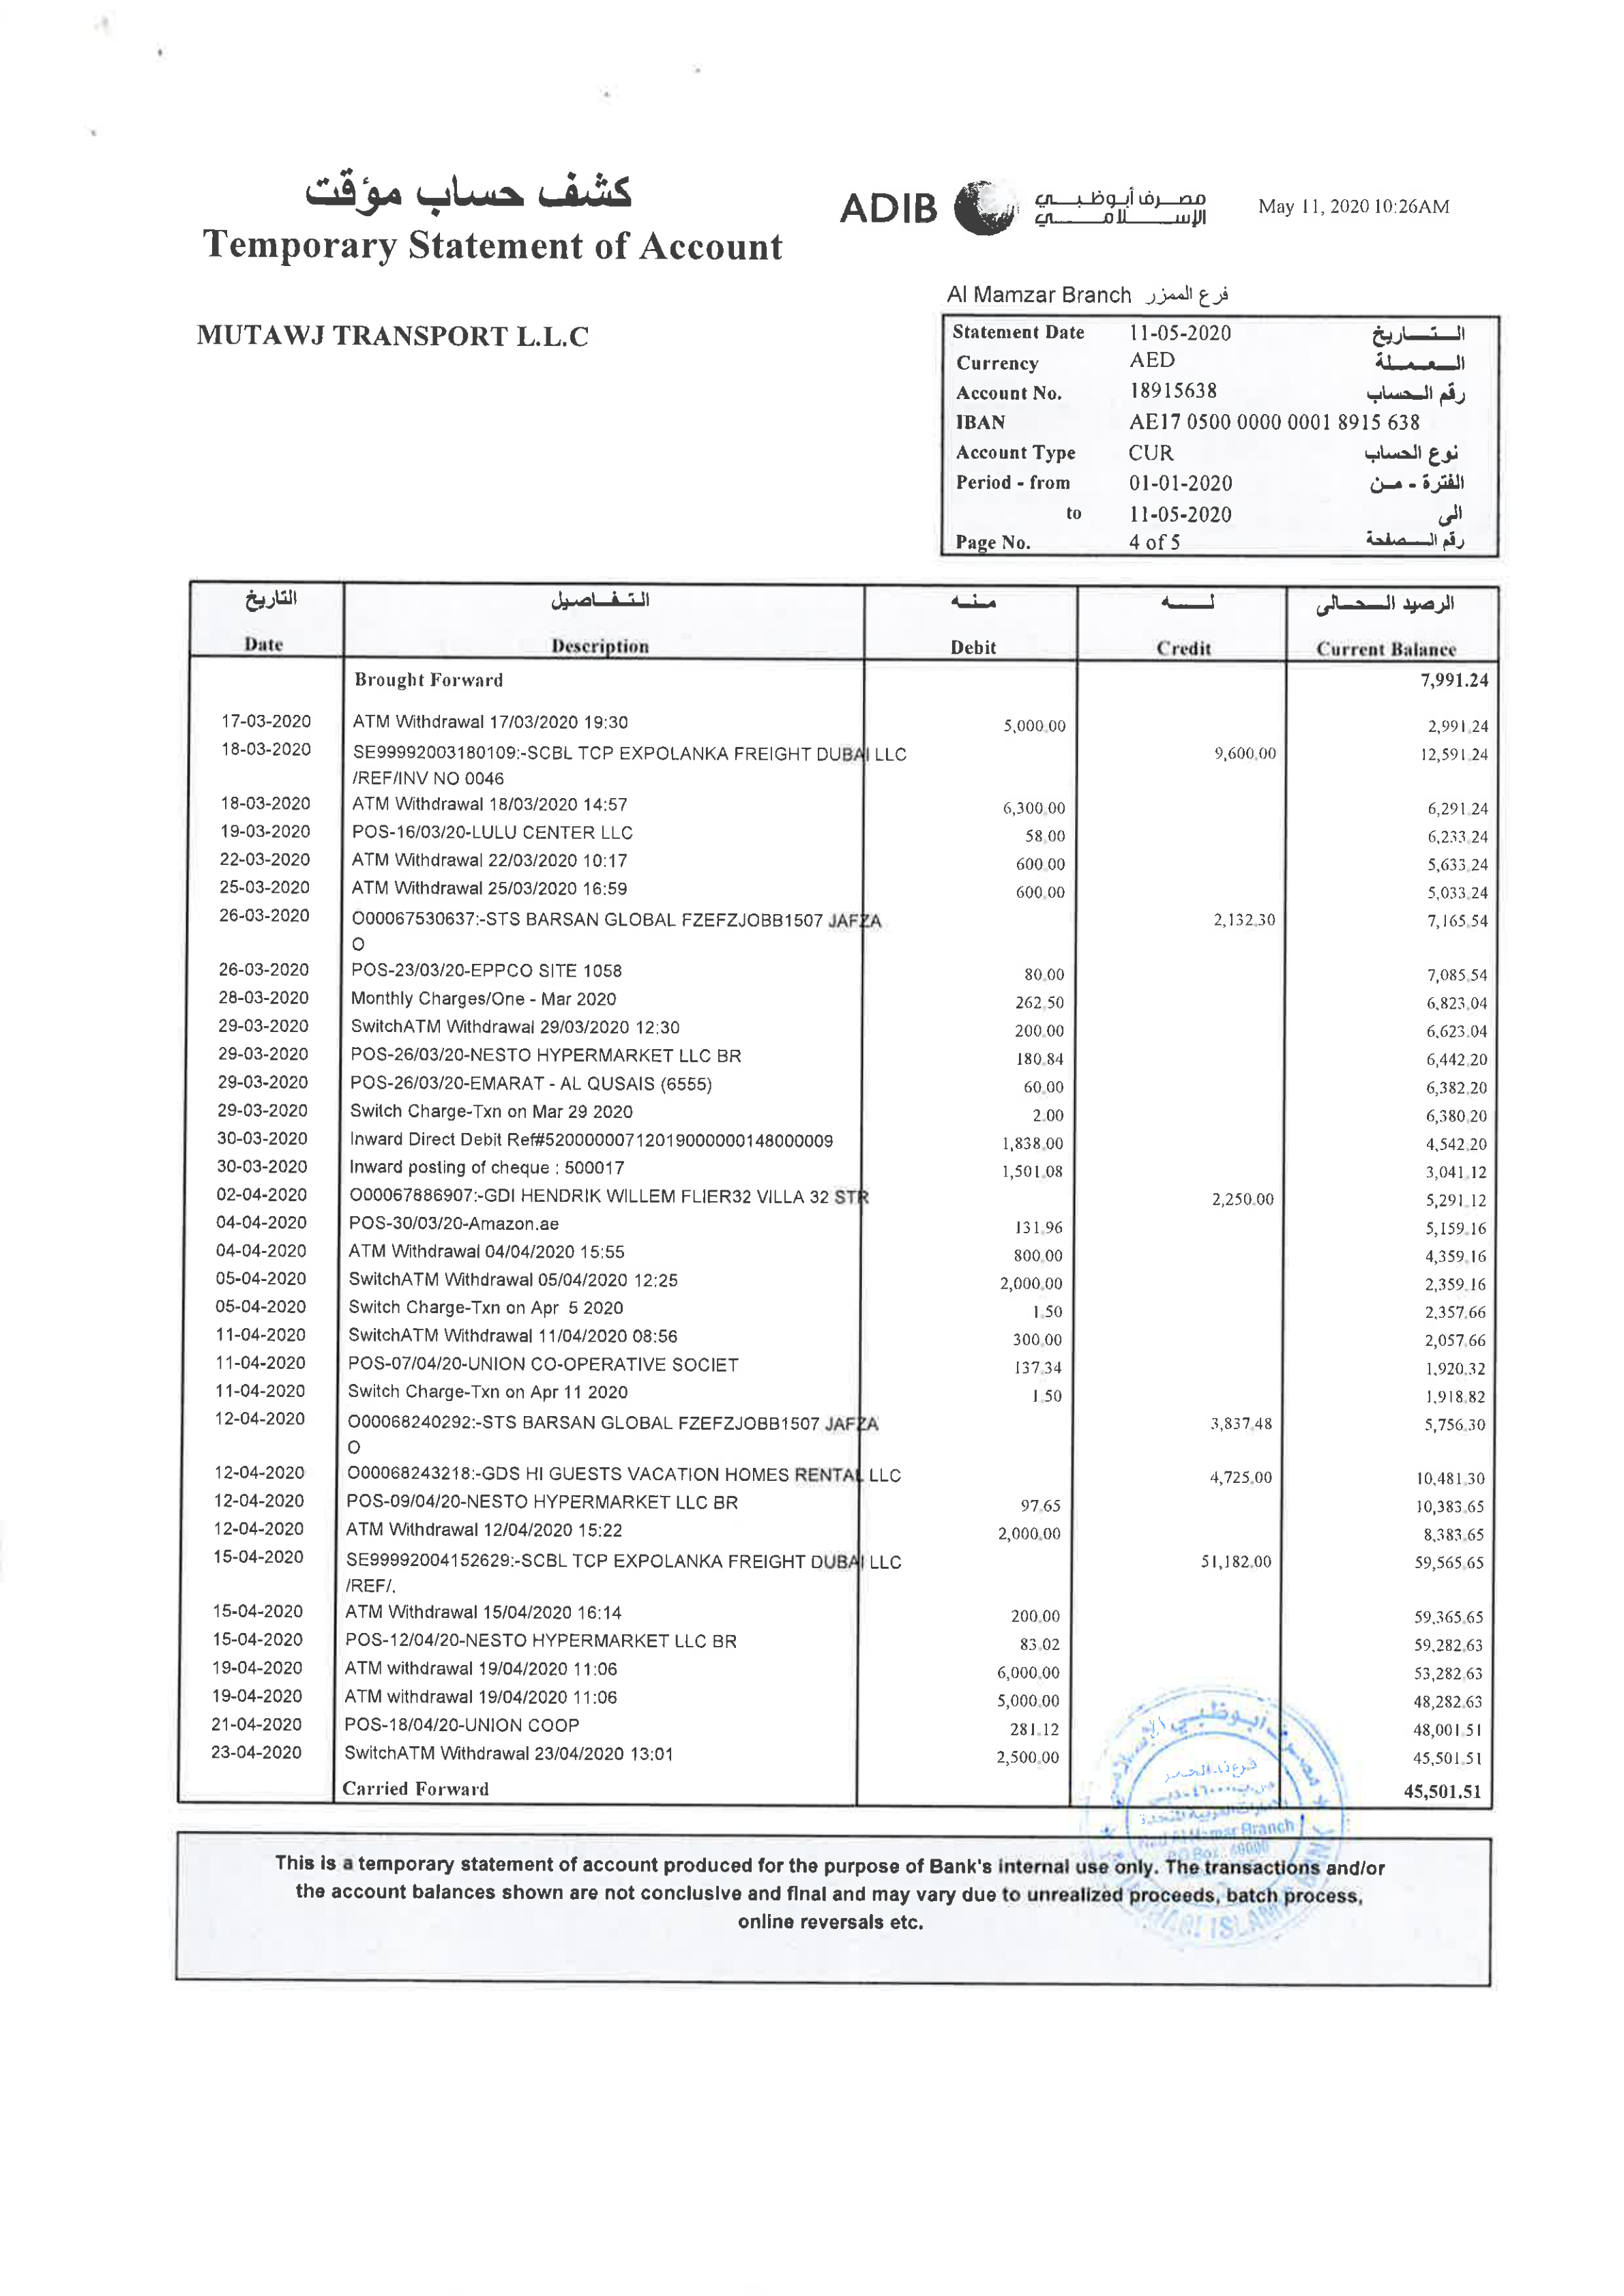 كشف حساب مؤقت
Temporary Statement of Account
ADIB مصرف أبوظبي الإسلامي
May 11, 2020 10:26AM
MUTAWJ TRANSPORT L.L.C
Al Mamzar Branch فرع الممزر
Statement Date 11-05-2020 التاريخ
Currency AED العملة
Account No. 18915638 رقم الحساب
IBAN AE17 0500 0000 0001 8915 638
Account Type CUR نوع الحساب
Period - from 01-01-2020 الفترة - من
to 11-05-2020 الى
Page No. 4 of 5 رقم الصفحة
التاريخ التفاصيل منه له الرصيد الحالى
Date Description Debit Credit Current Balance
Brought Forward 7,991.24
17-03-2020 ATM Withdrawal 17/03/2020 19:30 5,000.00 2,991.24
18-03-2020 SE99992003180109:-SCBL TCP EXPOLANKA FREIGHT DUBAI LLC 9,600.00 12,591.24
/REF/INV NO 0046
18-03-2020 ATM Withdrawal 18/03/2020 14:57 6,300.00 6,291.24
19-03-2020 POS-16/03/20-LULU CENTER LLC 58.00 6,233.24
22-03-2020 ATM Withdrawal 22/03/2020 10:17 600.00 5,633.24
25-03-2020 ATM Withdrawal 25/03/2020 16:59 600.00 5,033.24
26-03-2020 O00067530637:-STS BARSAN GLOBAL FZEFZJOBB1507 JAFZA 2,132.30 7,165.54
O
26-03-2020 POS-23/03/20-EPPCO SITE 1058 80.00 7,085.54
28-03-2020 Monthly Charges/One - Mar 2020 262.50 6,823.04
29-03-2020 SwitchATM Withdrawal 29/03/2020 12:30 200.00 6,623.04
29-03-2020 POS-26/03/20-NESTO HYPERMARKET LLC BR 180.84 6,442.20
29-03-2020 POS-26/03/20-EMARAT - AL QUSAIS (6555) 60.00 6,382.20
29-03-2020 Switch Charge-Txn on Mar 29 2020 2.00 6,380.20
30-03-2020 Inward Direct Debit Ref#52000000712019000000148000009 1,838.00 4,542.20
30-03-2020 Inward posting of cheque : 500017 1,501.08 3,041.12
02-04-2020 O00067886907:-GDI HENDRIK WILLEM FLIER32 VILLA 32 STR 2,250.00 5,291.12
04-04-2020 POS-30/03/20-Amazon.ae 131.96 5,159.16
04-04-2020 ATM Withdrawal 04/04/2020 15:55 800.00 4,359.16
05-04-2020 SwitchATM Withdrawal 05/04/2020 12:25 2,000.00 2,359.16
05-04-2020 Switch Charge-Txn on Apr 5 2020 1.50 2,357.66
11-04-2020 SwitchATM Withdrawal 11/04/2020 08:56 300.00 2,057.66
11-04-2020 POS-07/04/20-UNION CO-OPERATIVE SOCIET 137.34 1,920.32
11-04-2020 Switch Charge-Txn on Apr 11 2020 1.50 1,918.82
12-04-2020 O00068240292:-STS BARSAN GLOBAL FZEFZJOBB1507 JAFZA 3,837.48 5,756.30
O
12-04-2020 O00068243218:-GDS HI GUESTS VACATION HOMES RENTAL LLC 4,725.00 10,481.30
12-04-2020 POS-09/04/20-NESTO HYPERMARKET LLC BR 97.65 10,383.65
12-04-2020 ATM Withdrawal 12/04/2020 15:22 2,000.00 8,383.65
15-04-2020 SE99992004152629:-SCBL TCP EXPOLANKA FREIGHT DUBAI LLC 51,182.00 59,565.65
/REF/.
15-04-2020 ATM Withdrawal 15/04/2020 16:14 200.00 59,365.65
15-04-2020 POS-12/04/20-NESTO HYPERMARKET LLC BR 83.02 59,282.63
19-04-2020 ATM withdrawal 19/04/2020 11:06 6,000.00 53,282.63
19-04-2020 ATM withdrawal 19/04/2020 11:06 5,000.00 48,282.63
21-04-2020 POS-18/04/20-UNION COOP 281.12 48,001.51
23-04-2020 SwitchATM Withdrawal 23/04/2020 13:01 2,500.00 45,501.51
Carried Forward 45,501.51
This is a temporary statement of account produced for the purpose of Bank's internal use only. The transactions and/or
the account balances shown are not conclusive and final and may vary due to unrealized proceeds, batch process,
online reversals etc.